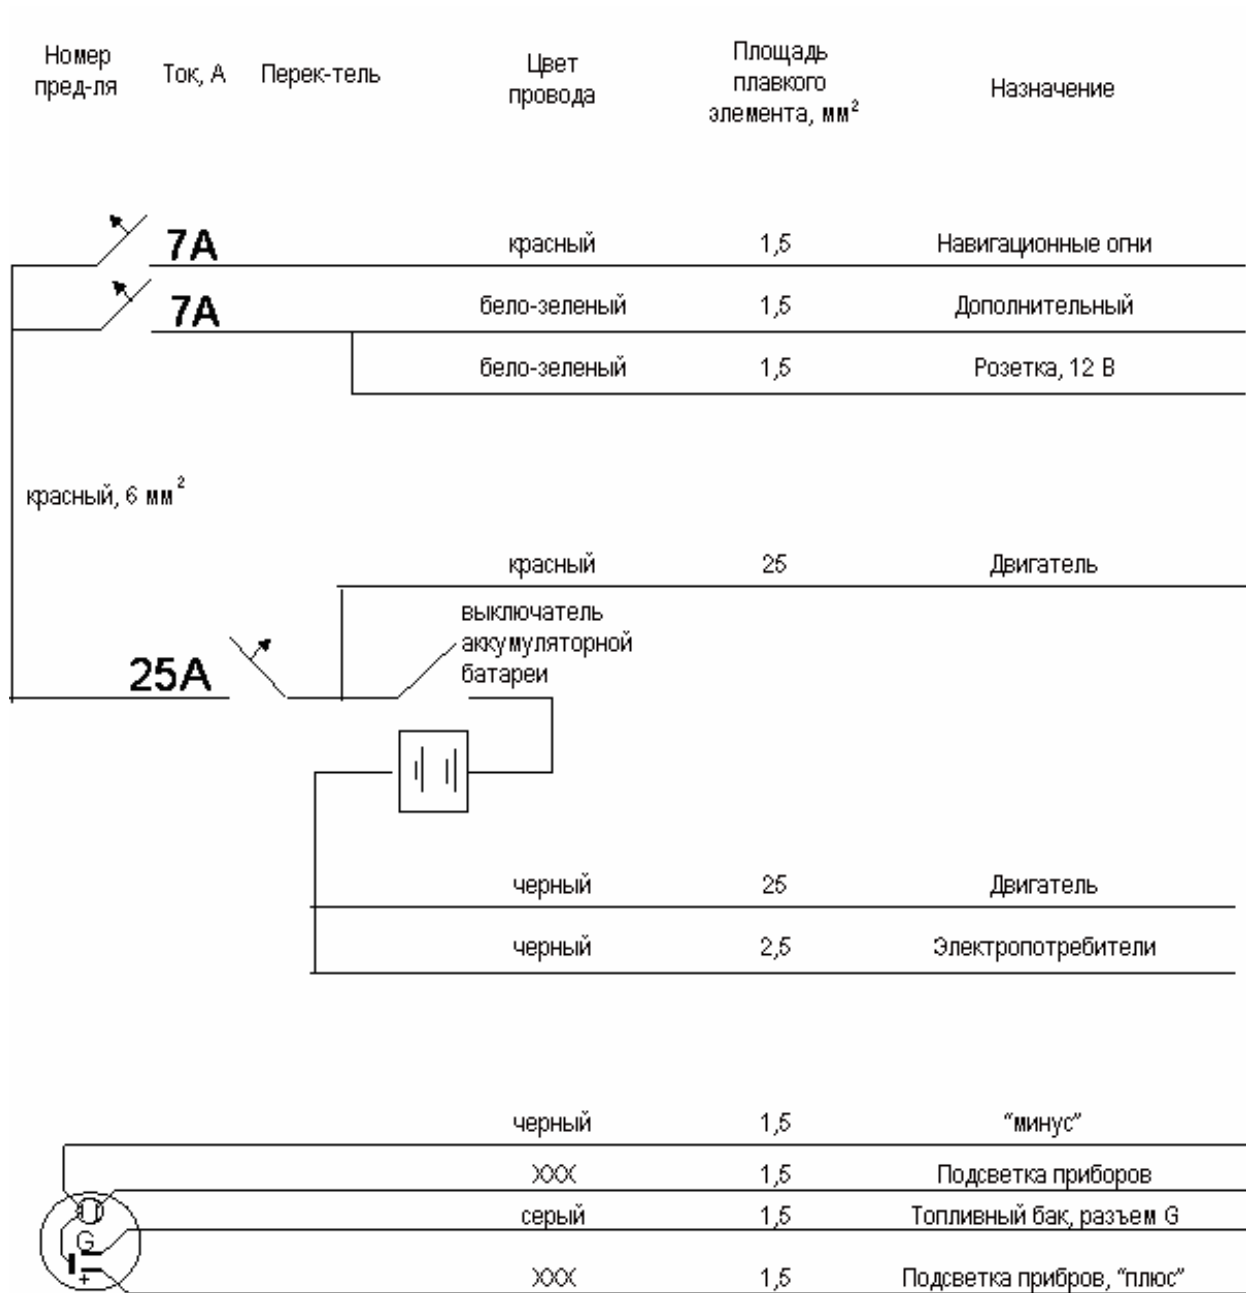 Номер
пред-ля
Ток, А
Перек-тель
Цвет
провода
Площадь
плавкого
элемента, мм²
Назначение
7А
красный
1,5
Навигационные огни
7А
бело-зеленый
1,5
Дополнительный
бело-зеленый
1,5
Розетка, 12 В
красный, 6 мм²
красный
25
Двигатель
выключатель
аккумуляторной
батареи
25А
черный
25
Двигатель
черный
2,5
Электропотребители
черный
1,5
“минус”
ХХХ
1,5
Подсветка приборов
серый
1,5
Топливный бак, разъем G
G
+
ХХХ
1,5
Подсветка прибров, “плюс”